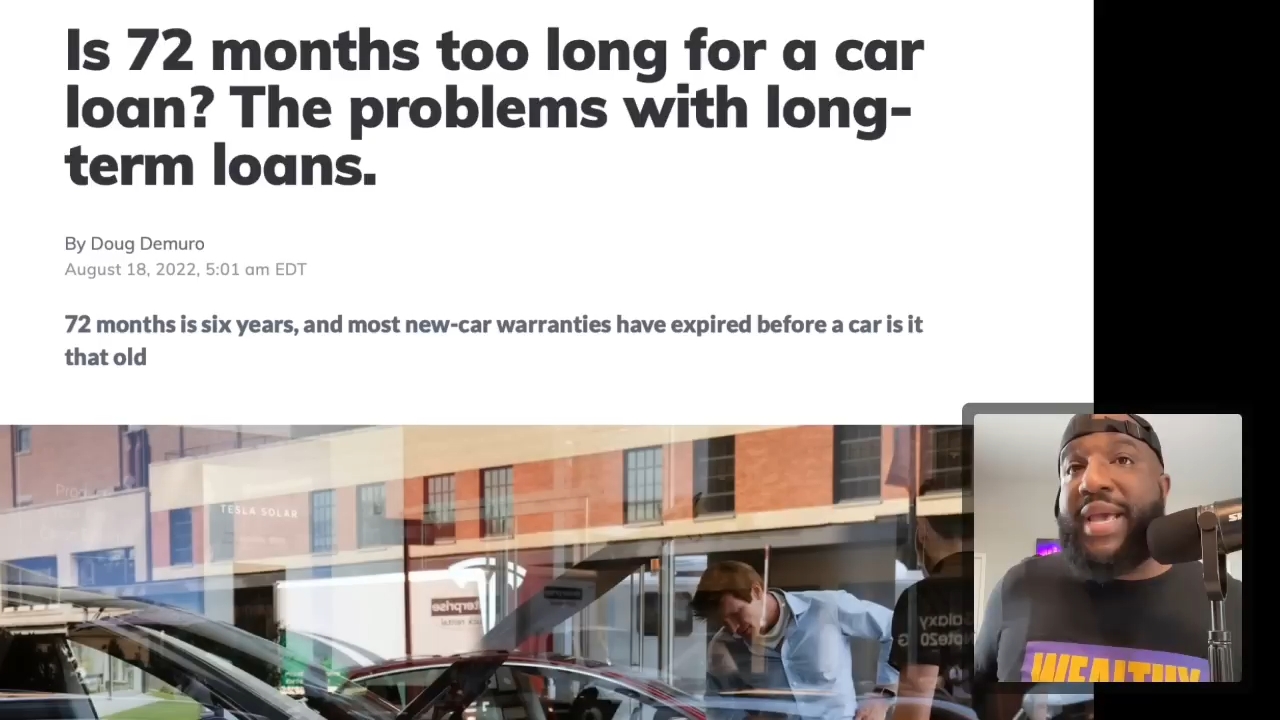 Is 72 months too long for a car
loan? The problems with long-
term loans.
By Doug Demuro
August 18, 2022, 5:01 am EDT
72 months is six years, and most new-car warranties have expired before a car is it
that old
TESLA SOLAR
Galaxy
Note20
WEALTHY